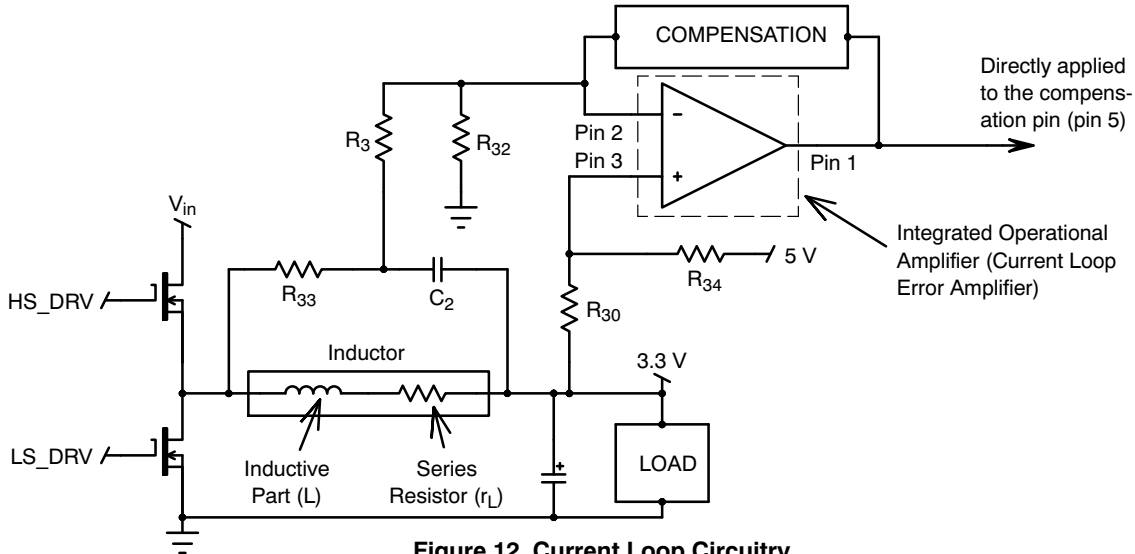 COMPENSATION
Directly applied
to the compens-
ation pin (pin 5)
R3
R32
Pin 2
Pin 3
−
+
Pin 1
Vin
Integrated Operational
Amplifier (Current Loop
Error Amplifier)
R34
5 V
R33
C2
R30
HS_DRV
Inductor
3.3 V
LS_DRV
Inductive
Part (L)
Series
Resistor (rL)
+
LOAD
Figure 12. Current Loop Circuitry